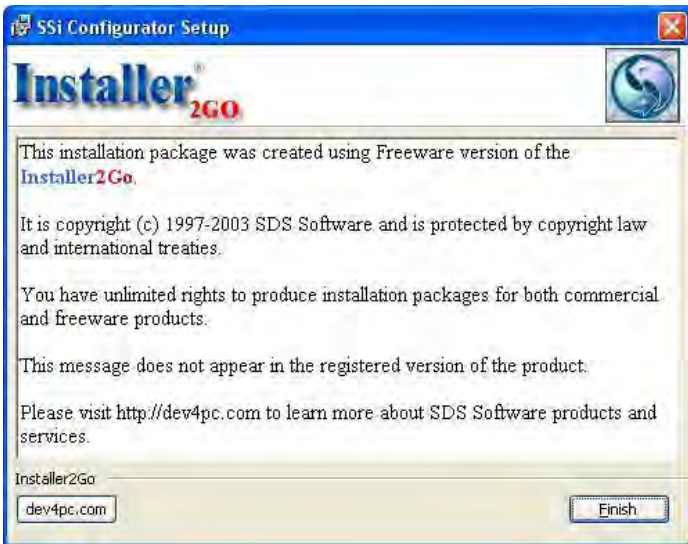 SSi Configurator Setup
Installer®
2GO
This installation package was created using Freeware version of the
Installer2Go.
It is copyright (c) 1997-2003 SDS Software and is protected by copyright law
and international treaties.
You have unlimited rights to produce installation packages for both commercial
and freeware products.
This message does not appear in the registered version of the product.
Please visit http://dev4pc.com to learn more about SDS Software products and
services.
Installer2Go
dev4pc.com
Finish